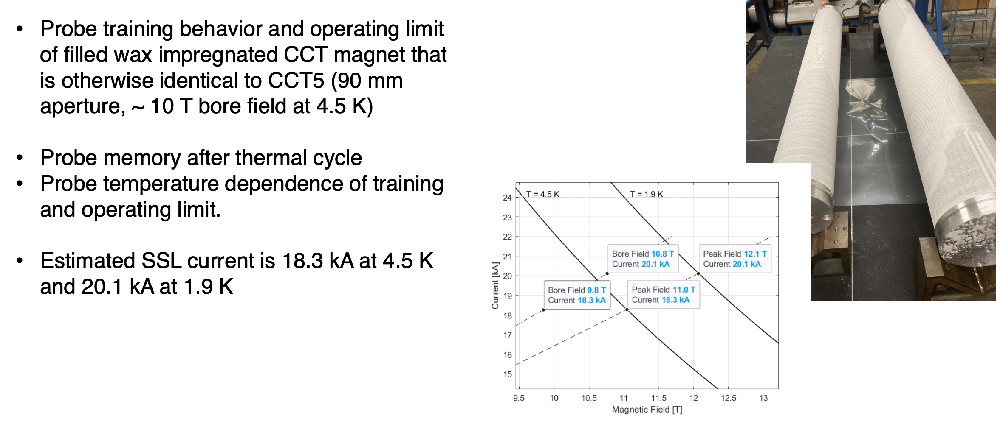 • Probe training behavior and operating limit
of filled wax impregnated CCT magnet that
is otherwise identical to CCT5 (90 mm
aperture, ~ 10 T bore field at 4.5 K)
• Probe memory after thermal cycle
• Probe temperature dependence of training
and operating limit.
• Estimated SSL current is 18.3 kA at 4.5 K
and 20.1 kA at 1.9 K
T = 4.5 K
T = 1.9 K
Bore Field 10.8 T
Current 20.1 kA
Peak Field 12.1 T
Current 20.1 kA
Bore Field 9.8 T
Current 18.3 kA
Peak Field 11.0 T
Current 18.3 kA
Current [kA]
24
23
22
21
20
19
18
17
16
15
9.5 10 10.5 11 11.5 12 12.5 13
Magnetic Field [T]